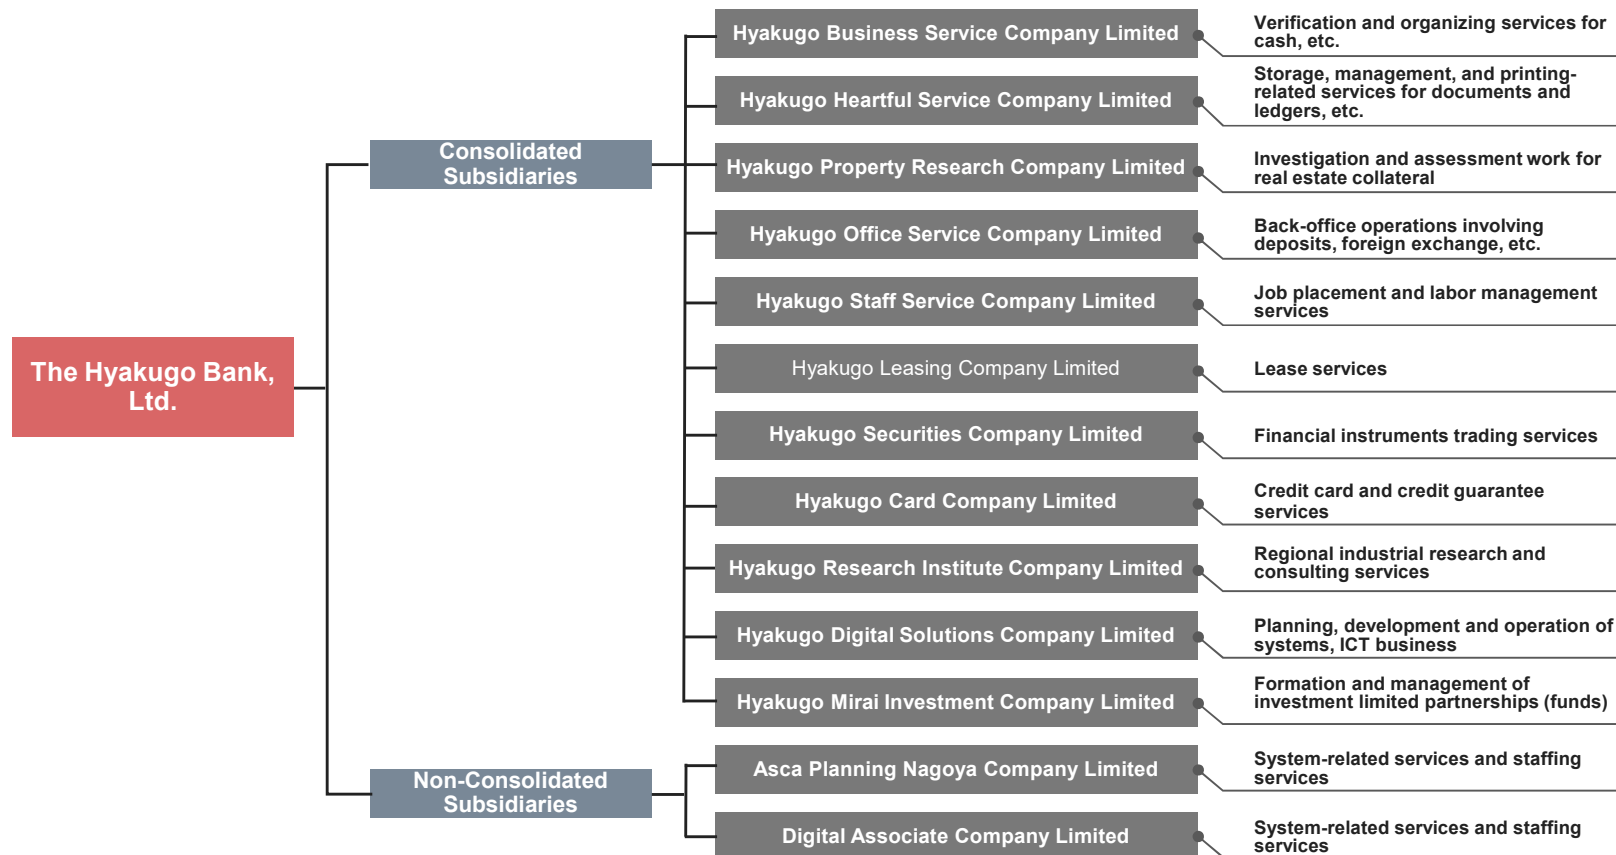 The Hyakugo Bank,
Ltd.
Consolidated
Subsidiaries
Hyakugo Business Service Company Limited
Verification and organizing services for
cash, etc.
Hyakugo Heartful Service Company Limited
Storage, management, and printing-
related services for documents and
ledgers, etc.
Hyakugo Property Research Company Limited
Investigation and assessment work for
real estate collateral
Hyakugo Office Service Company Limited
Back-office operations involving
deposits, foreign exchange, etc.
Hyakugo Staff Service Company Limited
Job placement and labor management
services
Hyakugo Leasing Company Limited
Lease services
Hyakugo Securities Company Limited
Financial instruments trading services
Hyakugo Card Company Limited
Credit card and credit guarantee
services
Hyakugo Research Institute Company Limited
Regional industrial research and
consulting services
Hyakugo Digital Solutions Company Limited
Planning, development and operation of
systems, ICT business
Hyakugo Mirai Investment Company Limited
Formation and management of
investment limited partnerships (funds)
Non-Consolidated
Subsidiaries
Asca Planning Nagoya Company Limited
System-related services and staffing
services
Digital Associate Company Limited
System-related services and staffing
services